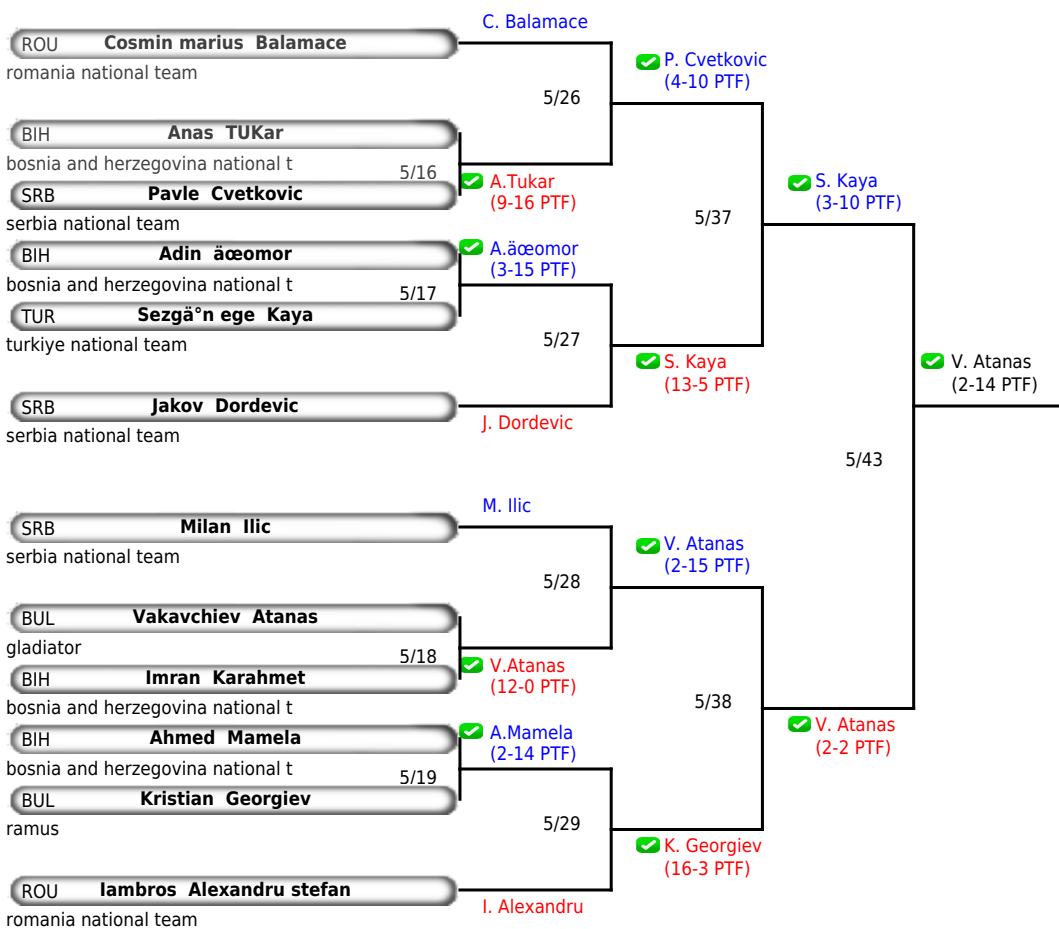 C. Balamace
ROU Cosmin marius Balamace
romania national team
P. Cvetkovic
(4-10 PTF)
5/26
BIH Anas TUKar
bosnia and herzegovina national t
5/16
A.Tukar
(9-16 PTF)
SRB Pavle Cvetkovic
serbia national team
S. Kaya
(3-10 PTF)
5/37
BIH Adin äœomor
bosnia and herzegovina national t
A.äœomor
(3-15 PTF)
5/17
TUR Sezgä°n ege Kaya
turkiye national team
5/27
S. Kaya
(13-5 PTF)
V. Atanas
(2-14 PTF)
SRB Jakov Dordevic
serbia national team
J. Dordevic
5/43
M. Ilic
SRB Milan Ilic
serbia national team
V. Atanas
(2-15 PTF)
5/28
BUL Vakavchiev Atanas
gladiator
5/18
V.Atanas
(12-0 PTF)
BIH Imran Karahmet
bosnia and herzegovina national t
5/38
V. Atanas
(2-2 PTF)
BIH Ahmed Mamela
bosnia and herzegovina national t
A.Mamela
(2-14 PTF)
5/19
BUL Kristian Georgiev
ramus
5/29
K. Georgiev
(16-3 PTF)
ROU Iambros Alexandru stefan
romania national team
I. Alexandru